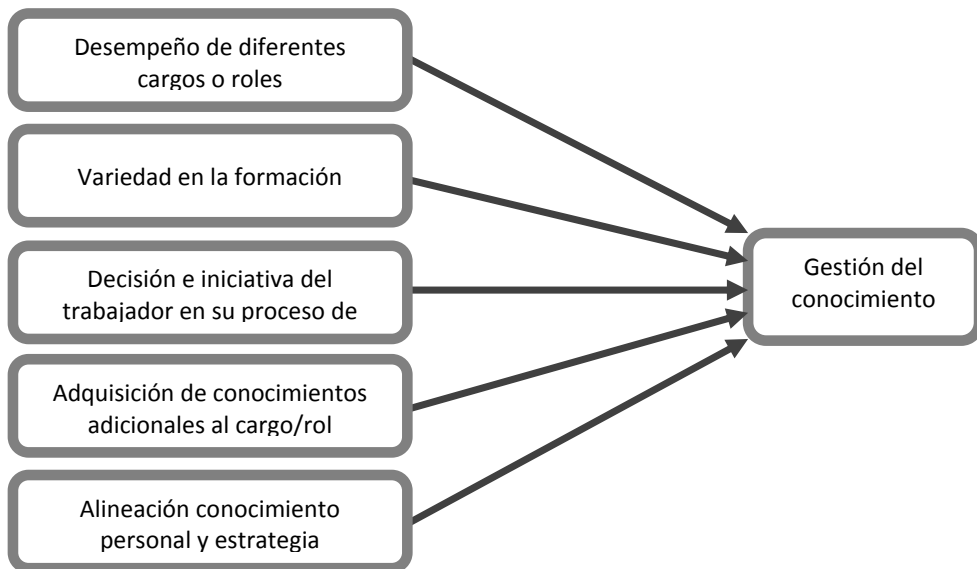 Desempeño de diferentes
cargos o roles
Variedad en la formación
Decisión e iniciativa del
trabajador en su proceso de
Adquisición de conocimientos
adicionales al cargo/rol
Alineación conocimiento
personal y estrategia
Gestión del
conocimiento